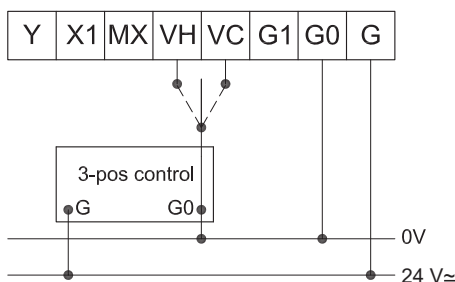 Y X1 MX VH VC G1 G0 G
3-pos control
G G0
0V
24 V≃